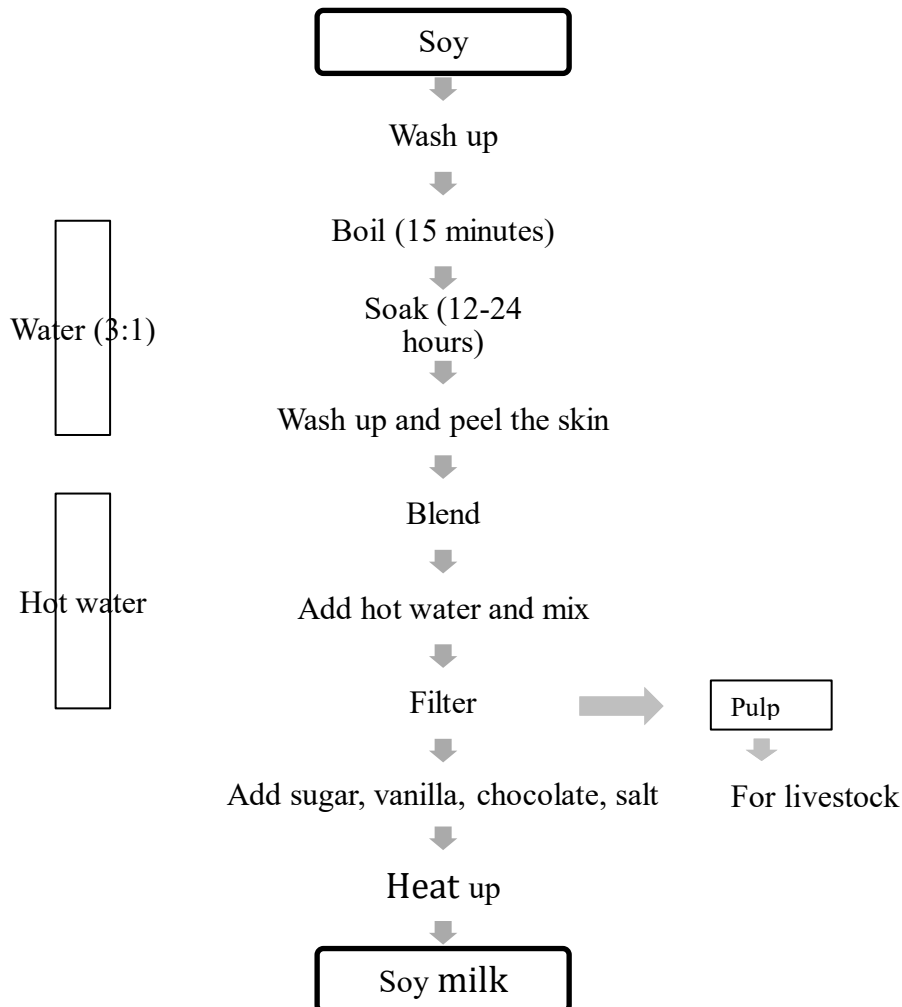 Soy
Wash up
Boil (15 minutes)
Water (3:1)
Soak (12-24
hours)
Wash up and peel the skin
Blend
Hot water
Add hot water and mix
Filter
Pulp
Add sugar, vanilla, chocolate, salt
For livestock
Heat up
Soy milk